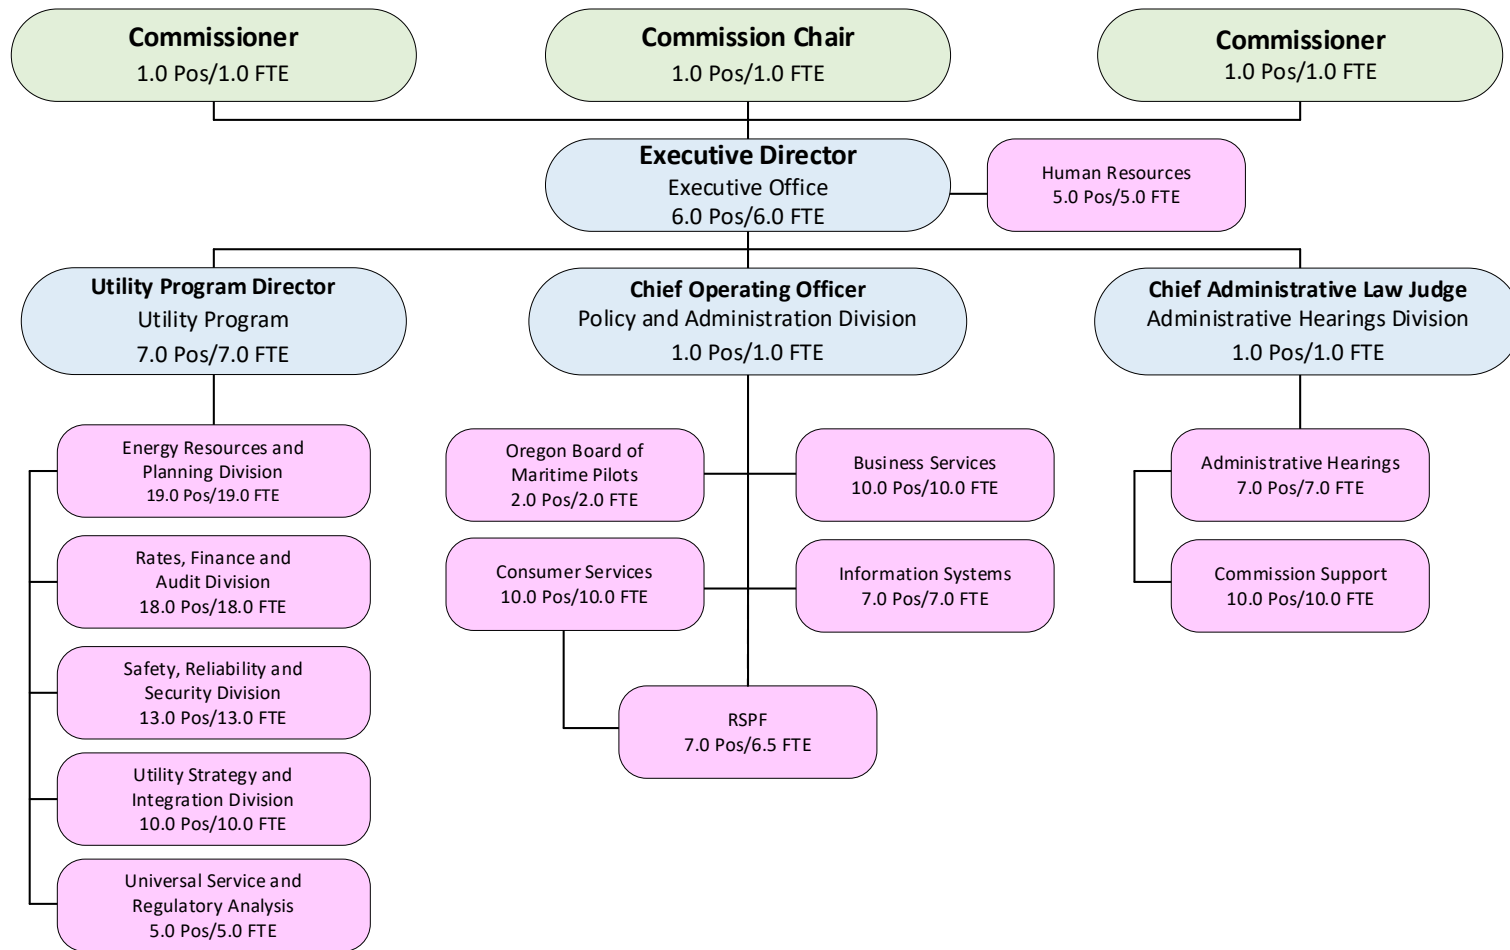 Commissioner
1.0 Pos/1.0 FTE
Commission Chair
1.0 Pos/1.0 FTE
Commissioner
1.0 Pos/1.0 FTE
Executive Director
Executive Office
6.0 Pos/6.0 FTE
Human Resources
5.0 Pos/5.0 FTE
Utility Program Director
Utility Program
7.0 Pos/7.0 FTE
Chief Operating Officer
Policy and Administration Division
1.0 Pos/1.0 FTE
Chief Administrative Law Judge
Administrative Hearings Division
1.0 Pos/1.0 FTE
Energy Resources and
Planning Division
19.0 Pos/19.0 FTE
Rates, Finance and
Audit Division
18.0 Pos/18.0 FTE
Safety, Reliability and
Security Division
13.0 Pos/13.0 FTE
Utility Strategy and
Integration Division
10.0 Pos/10.0 FTE
Universal Service and
Regulatory Analysis
5.0 Pos/5.0 FTE
Oregon Board of
Maritime Pilots
2.0 Pos/2.0 FTE
Business Services
10.0 Pos/10.0 FTE
Consumer Services
10.0 Pos/10.0 FTE
Information Systems
7.0 Pos/7.0 FTE
RSPF
7.0 Pos/6.5 FTE
Administrative Hearings
7.0 Pos/7.0 FTE
Commission Support
10.0 Pos/10.0 FTE